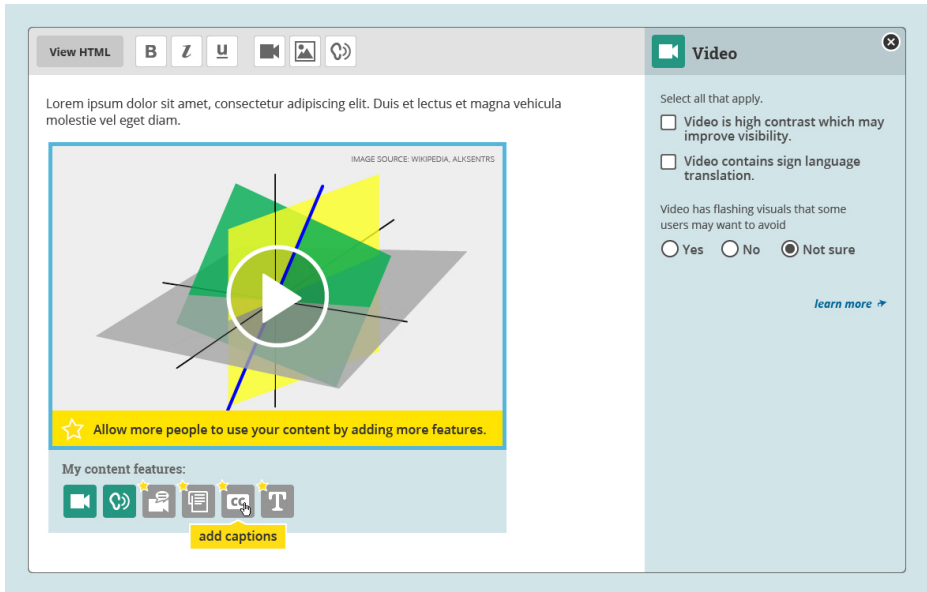 View HTML
B i u
Video
Lorem ipsum dolor sit amet, consectetur adipiscing elit. Duis et lectus et magna vehicula
molestie vel eget diam.
IMAGE SOURCE: WIKIPEDIA, ALKSENTRS
Allow more people to use your content by adding more features.
My content features:
CC T
add captions
Select all that apply.
Video is high contrast which may
improve visibility.
Video contains sign language
translation.
Video has flashing visuals that some
users may want to avoid
Yes No Not sure
learn more